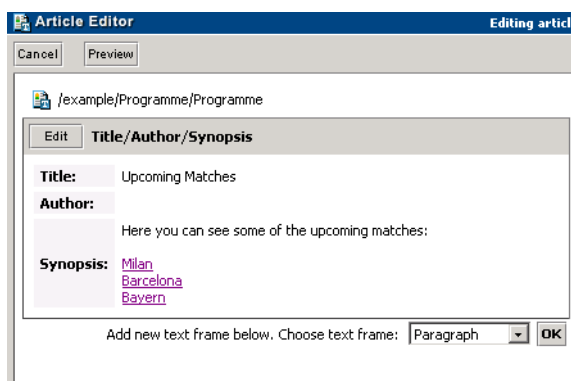 Article Editor Editing articl
Cancel Preview
/example/Programme/Programme
Edit Title/Author/Synopsis
Title: Upcoming Matches
Author:
Here you can see some of the upcoming matches:
Synopsis: Milan
Barcelona
Bayern
Add new text frame below. Choose text frame: Paragraph OK